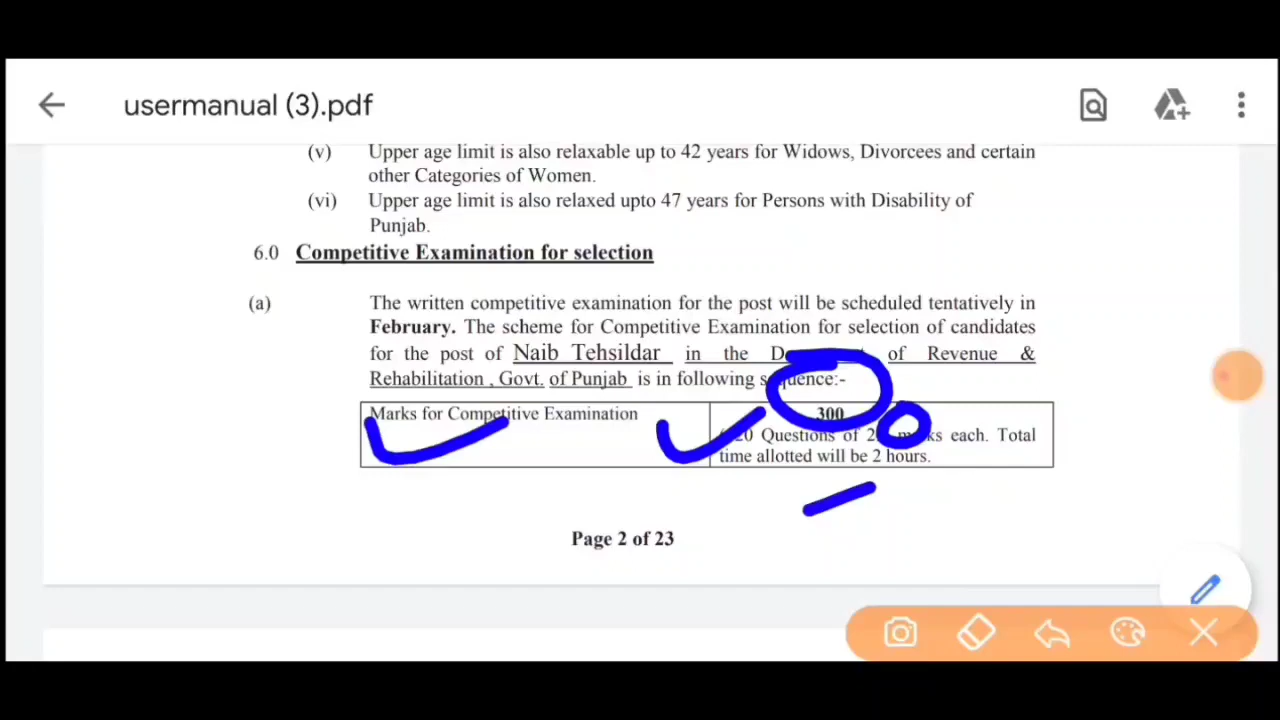 usermanual (3).pdf
(v) Upper age limit is also relaxable up to 42 years for Widows, Divorcees and certain
other Categories of Women.
(vi) Upper age limit is also relaxed upto 47 years for Persons with Disability of
Punjab.
6.0 Competitive Examination for selection
(a) The written competitive examination for the post will be scheduled tentatively in
February. The scheme for Competitive Examination for selection of candidates
for the post of Naib Tehsildar in the of Revenue &
Rehabilitation , Govt. of Punjab is in following sequence:-
Marks for Competitive Examination
300
Questions of each. Total
time allotted will be 2 hours.
Page 2 of 23